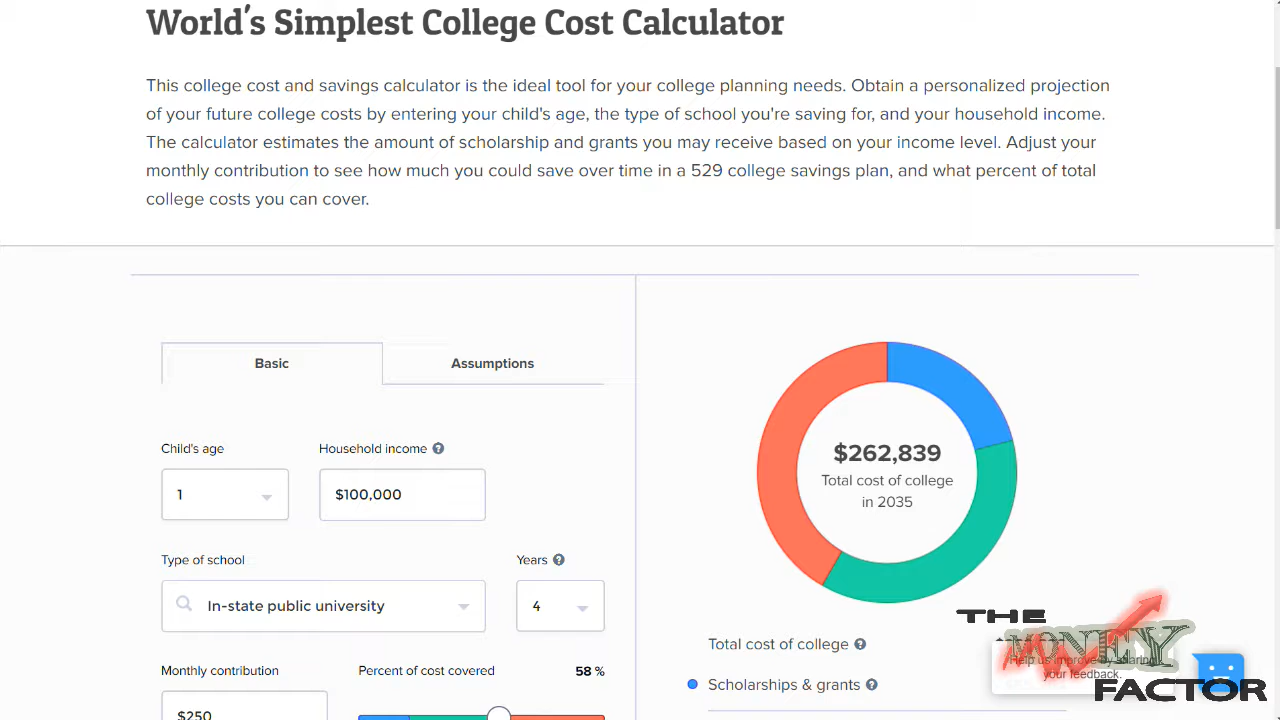 World's Simplest College Cost Calculator
This college cost and savings calculator is the ideal tool for your college planning needs. Obtain a personalized projection
of your future college costs by entering your child's age, the type of school you're saving for, and your household income.
The calculator estimates the amount of scholarship and grants you may receive based on your income level. Adjust your
monthly contribution to see how much you could save over time in a 529 college savings plan, and what percent of total
college costs you can cover.
Basic
Assumptions
Child's age
Household income
1
$100,000
Type of school
Years
In-state public university
4
Monthly contribution
Percent of cost covered
58 %
$250
$262,839
Total cost of college
in 2035
Total cost of college
Scholarships & grants
Help us improve by sharing
your feedback.
THE
MONEY
FACTOR